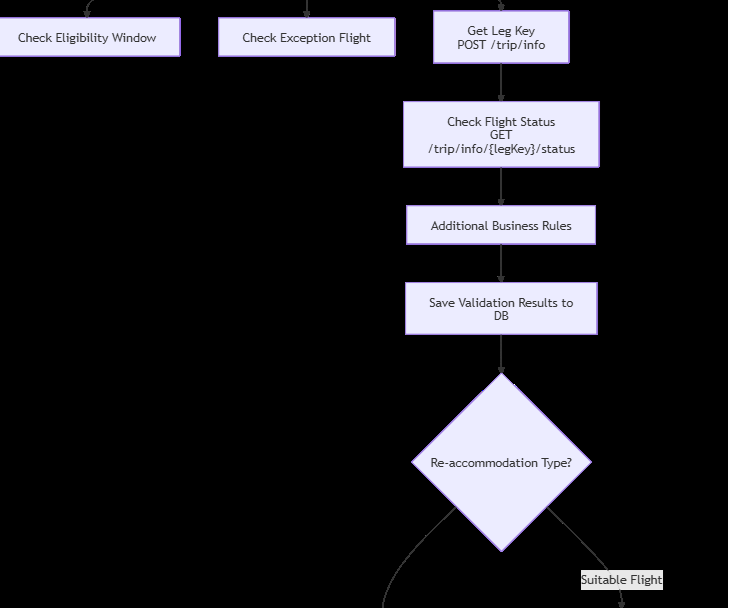 Check Eligibility Window
Check Exception Flight
Get Leg Key
POST /trip/info
Check Flight Status
GET
/trip/info/{legKey}/status
Additional Business Rules
Save Validation Results to
DB
Re-accommodation Type?
Suitable Flight